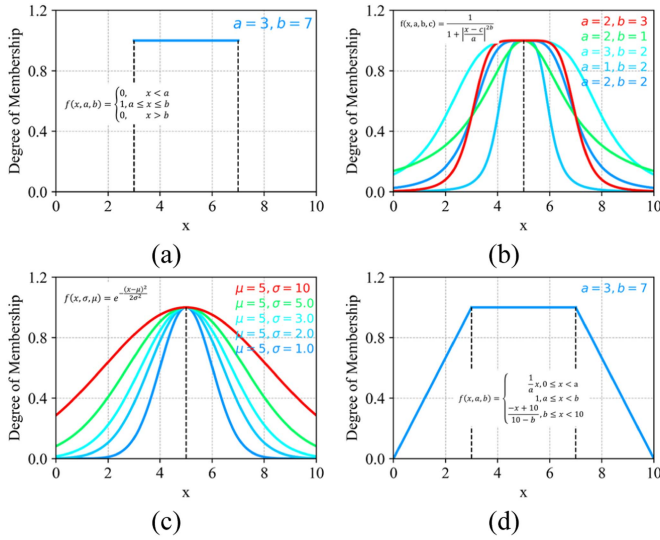 1.2
0.8
0.4
0.0
Degree of Membership
a=3, b=7
f(x, a, b) = {0, x < a
1, a ≤ x ≤ b
0, x > b
0 2 4 6 8 10
x
(a)
1.2
0.8
0.4
0.0
Degree of Membership
f(x, a, b, c) = 1 / (1 + |(x − c)/a|^{2b})
a=2, b=3
a=2, b=1
a=3, b=2
a=1, b=2
a=2, b=2
0 2 4 6 8 10
x
(b)
1.2
0.8
0.4
0.0
Degree of Membership
f(x, σ, μ) = e^{−(x−μ)²/2σ²}
μ=5, σ=10
μ=5, σ=5.0
μ=5, σ=3.0
μ=5, σ=2.0
μ=5, σ=1.0
0 2 4 6 8 10
x
(c)
1.2
0.8
0.4
0.0
Degree of Membership
a=3, b=7
f(x, a, b) = {1/a x, 0 ≤ x < a
1, a ≤ x < b
(−x + 10)/(10 − b), b ≤ x < 10
0 2 4 6 8 10
x
(d)